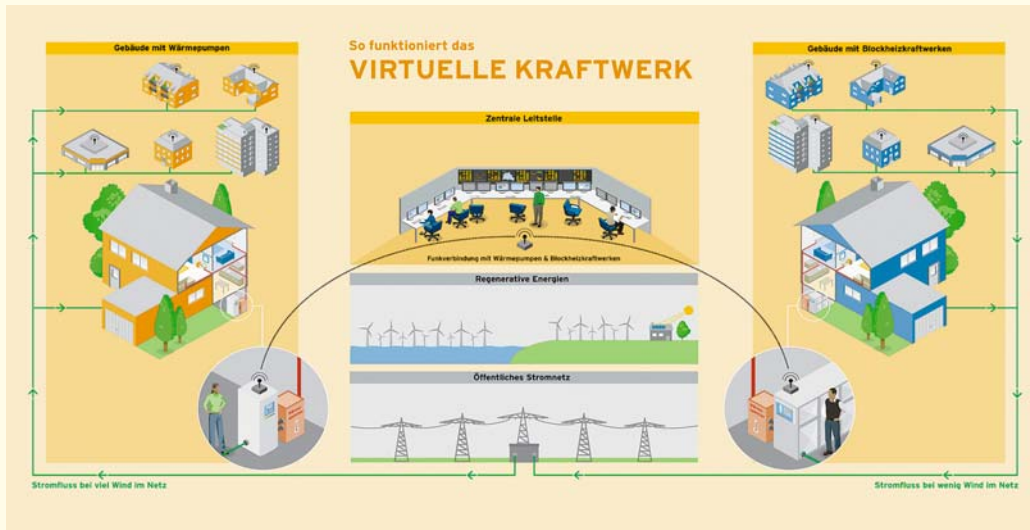 So funktioniert das
VIRTUELLE KRAFTWERK
Gebäude mit Wärmepumpen
Zentrale Leitstelle
Funkverbindung mit Wärmepumpen & Blockheizkraftwerken
Regenerative Energien
Öffentliches Stromnetz
Gebäude mit Blockheizkraftwerken
Stromfluss bei viel Wind im Netz
Stromfluss bei wenig Wind im Netz